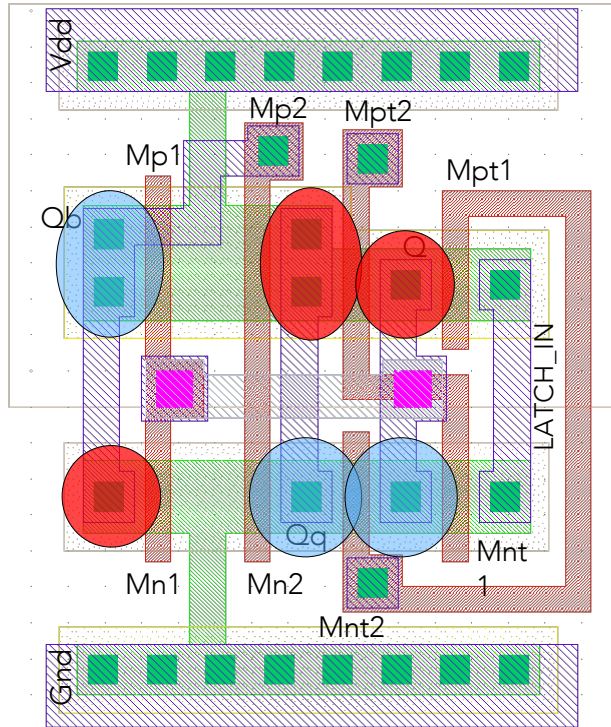 Vdd
Mp2
Mpt2
Mp1
Mpt1
Qb
Q
LATCH_IN
Qq
Mnt
1
Mn1
Mn2
Mnt2
Gnd